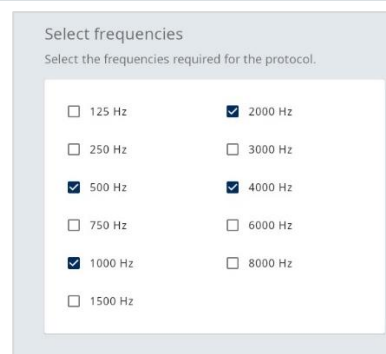 Select frequencies
Select the frequencies required for the protocol.
125 Hz
250 Hz
500 Hz
750 Hz
1000 Hz
1500 Hz
2000 Hz
3000 Hz
4000 Hz
6000 Hz
8000 Hz